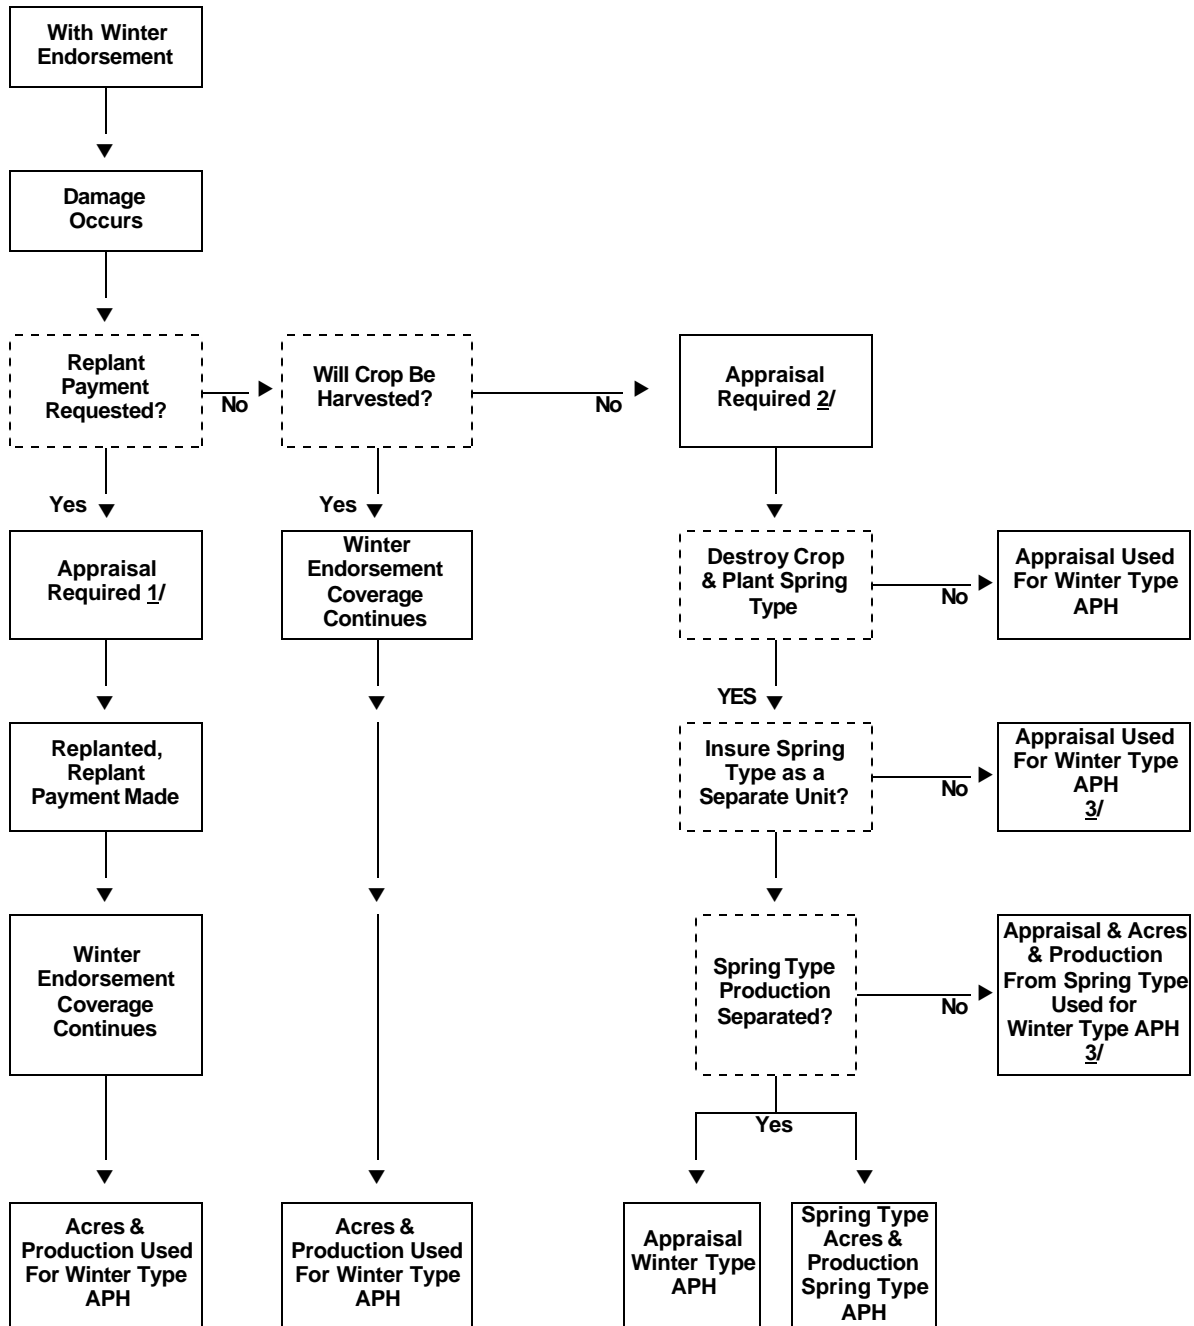 With Winter
Endorsement
Damage
Occurs
Replant
Payment
Requested?
No
Will Crop Be
Harvested?
No
Appraisal
Required 2/
Yes
Yes
Appraisal
Required 1/
Winter
Endorsement
Coverage
Continues
Destroy Crop
& Plant Spring
Type
No
Appraisal Used
For Winter Type
APH
YES
Replanted,
Replant
Payment Made
Insure Spring
Type as a
Separate Unit?
No
Appraisal Used
For Winter Type
APH
3/
Winter
Endorsement
Coverage
Continues
Spring Type
Production
Separated?
No
Appraisal & Acres
& Production
From Spring Type
Used for
Winter Type APH
3/
Yes
Acres &
Production Used
For Winter Type
APH
Acres &
Production Used
For Winter Type
APH
Appraisal
Winter Type
APH
Spring Type
Acres &
Production
Spring Type
APH